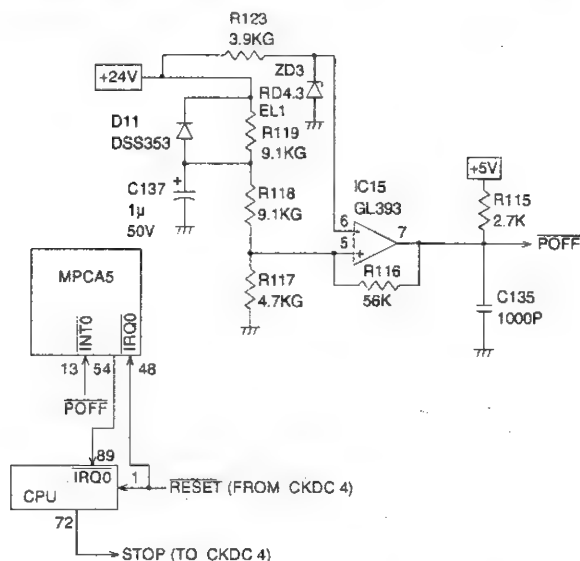 R123
3.9KG
+24V
ZD3
RD4.3
EL1
D11
DSS353
R119
9.1KG
C137
+
1µ
50V
R118
9.1KG
IC15
GL393
6
-
5
+
7
+5V
R115
2.7K
POFF
R117
4.7KG
R116
56K
C135
1000P
MPCA5
INT0
IRQ0
13
54
48
POFF
89
IRQ0
1
CPU
RESET (FROM CKDC 4)
72
STOP (TO CKDC 4)